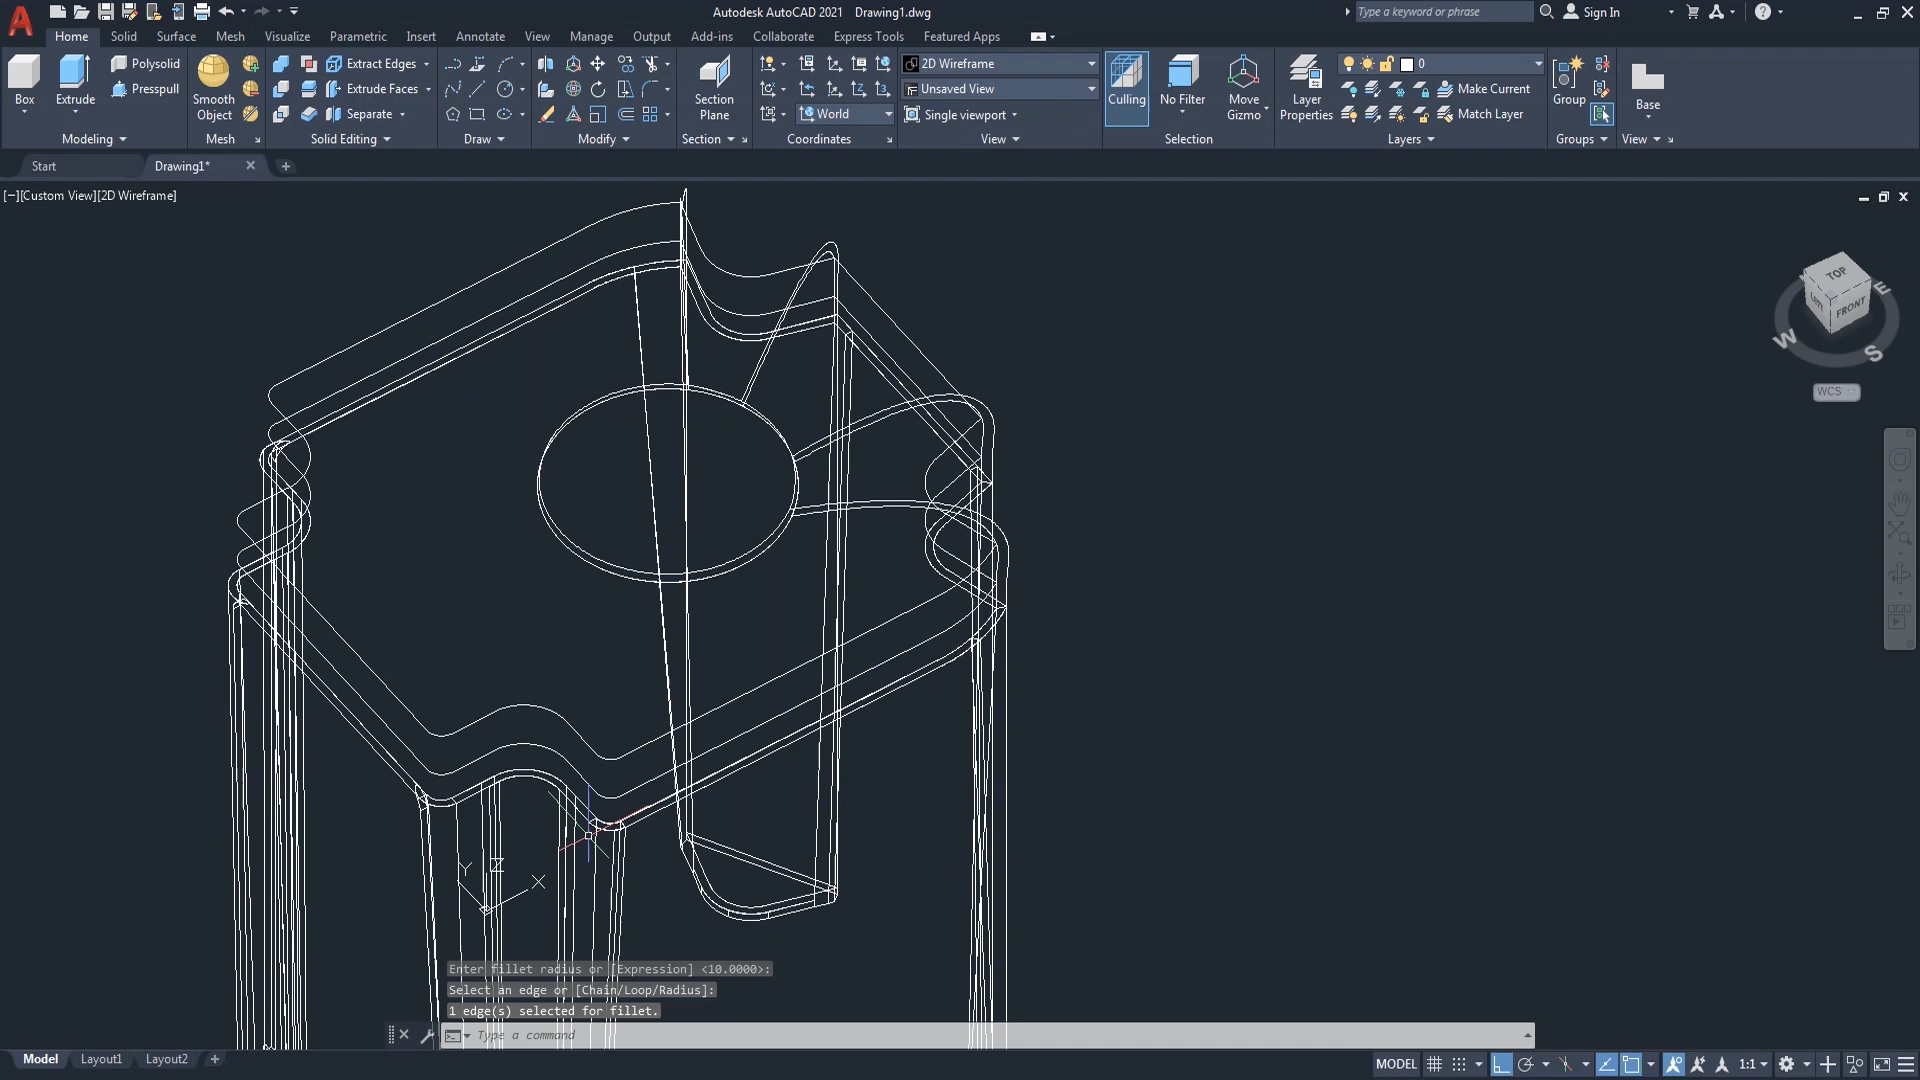 Autodesk AutoCAD 2021 Drawing1.dwg
Type a keyword or phrase
Sign In
Home Solid Surface Mesh Visualize Parametric Insert Annotate View Manage Output Add-ins Collaborate Express Tools Featured Apps
Box
Extrude
Polysolid
Presspull
Modeling
Smooth Object
Mesh
Extract Edges
Extrude Faces
Separate
Solid Editing
Draw
Modify
Section Plane
Section
World
Coordinates
2D Wireframe
Unsaved View
Single viewport
View
Culling
No Filter
Move Gizmo
Selection
Layer Properties
0
Make Current
Match Layer
Layers
Group
Groups
Base
View
Start
Drawing1*
[−][Custom View][2D Wireframe]
TOP
LEFT
FRONT
E
W
S
WCS
Y
Z
X
Enter fillet radius or [Expression] <10.0000>:
Select an edge or [Chain/Loop/Radius]:
1 edge(s) selected for fillet.
Type a command
Model Layout1 Layout2
MODEL
1:1